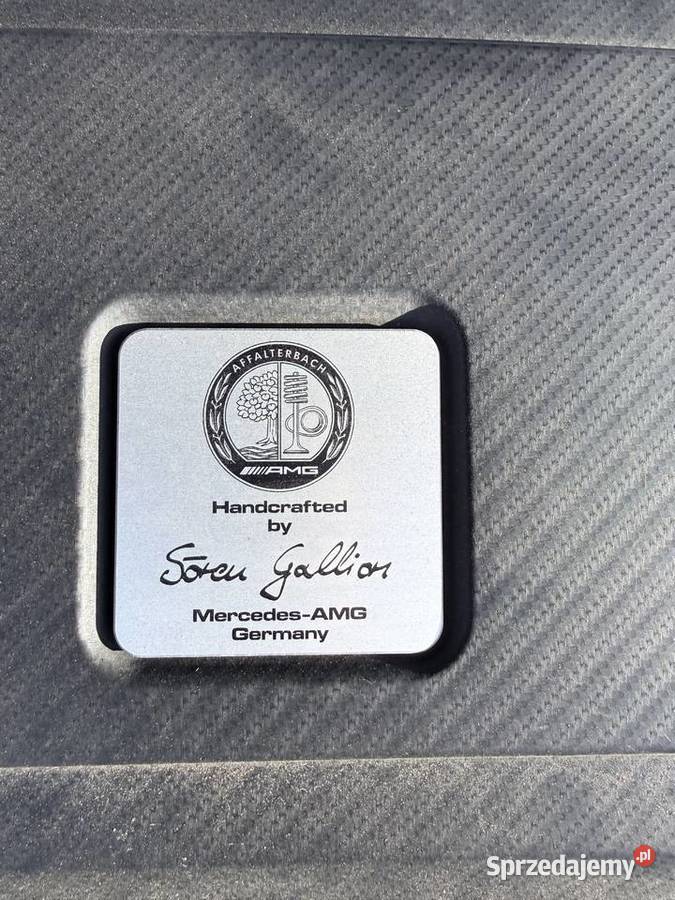 AFFALTERBACH
AMG
Handcrafted
by
Sören Gallion
Mercedes-AMG
Germany
Sprzedajemy.pl